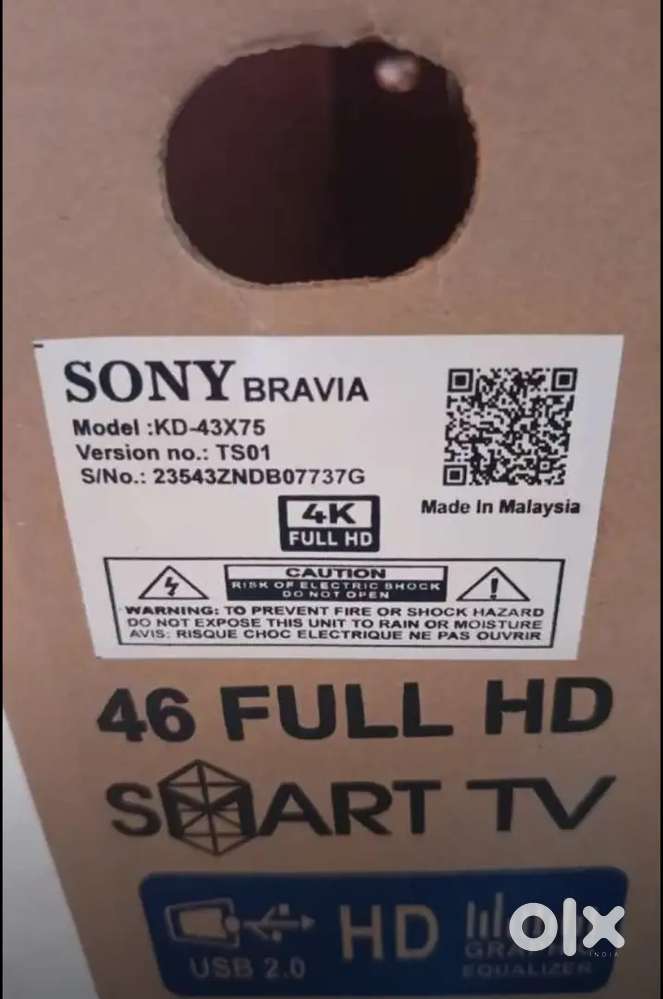 SONY BRAVIA
Model :KD-43X75
Version no.: TS01
S/No.: 23543ZNDB07737G
Made In Malaysia
4K
FULL HD
CAUTION
RISK OF ELECTRIC SHOCK
DO NOT OPEN
WARNING: TO PREVENT FIRE OR SHOCK HAZARD
DO NOT EXPOSE THIS UNIT TO RAIN OR MOISTURE
AVIS: RISQUE CHOC ELECTRIQUE NE PAS OUVRIR
46 FULL HD
SMART TV
USB 2.0
HD
EQUALIZER
olx
INDIA